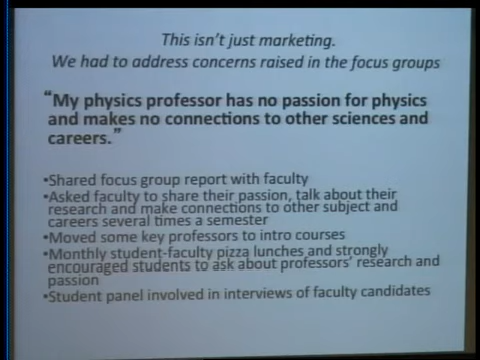 This isn't just marketing.
We had to address concerns raised in the focus groups
"My physics professor has no passion for physics
and makes no connections to other sciences and
careers."
•Shared focus group report with faculty
•Asked faculty to share their passion, talk about their
research and make connections to other subject and
careers several times a semester
•Moved some key professors to intro courses
•Monthly student-faculty pizza lunches and strongly
encouraged students to ask about professors' research and
passion
•Student panel involved in interviews of faculty candidates